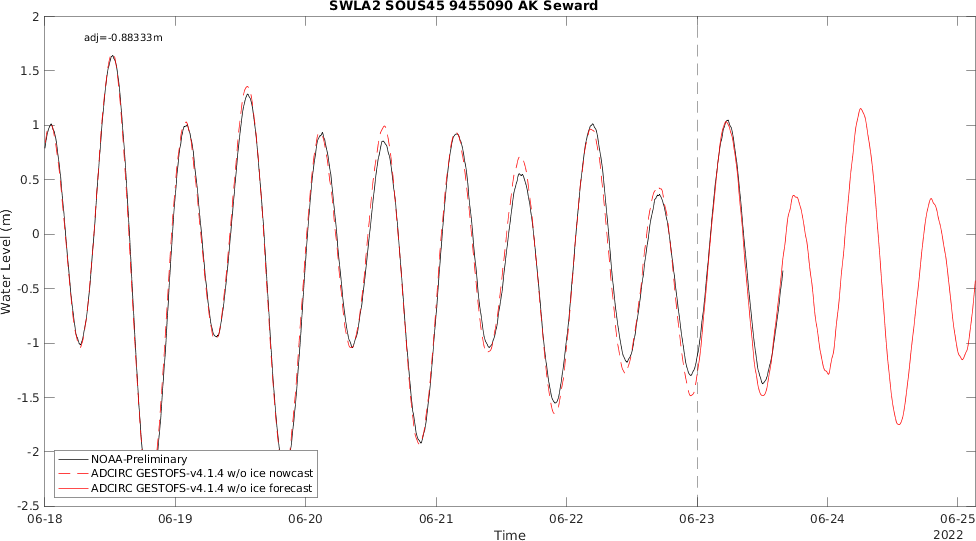 SWLA2 SOUS45 9455090 AK Seward
adj=-0.88333m
2
1.5
1
0.5
0
-0.5
-1
-1.5
-2
-2.5
Water Level (m)
NOAA-Preliminary
ADCIRC GESTOFS-v4.1.4 w/o ice nowcast
ADCIRC GESTOFS-v4.1.4 w/o ice forecast
06-18 06-19 06-20 06-21 06-22 06-23 06-24 06-25
Time
2022